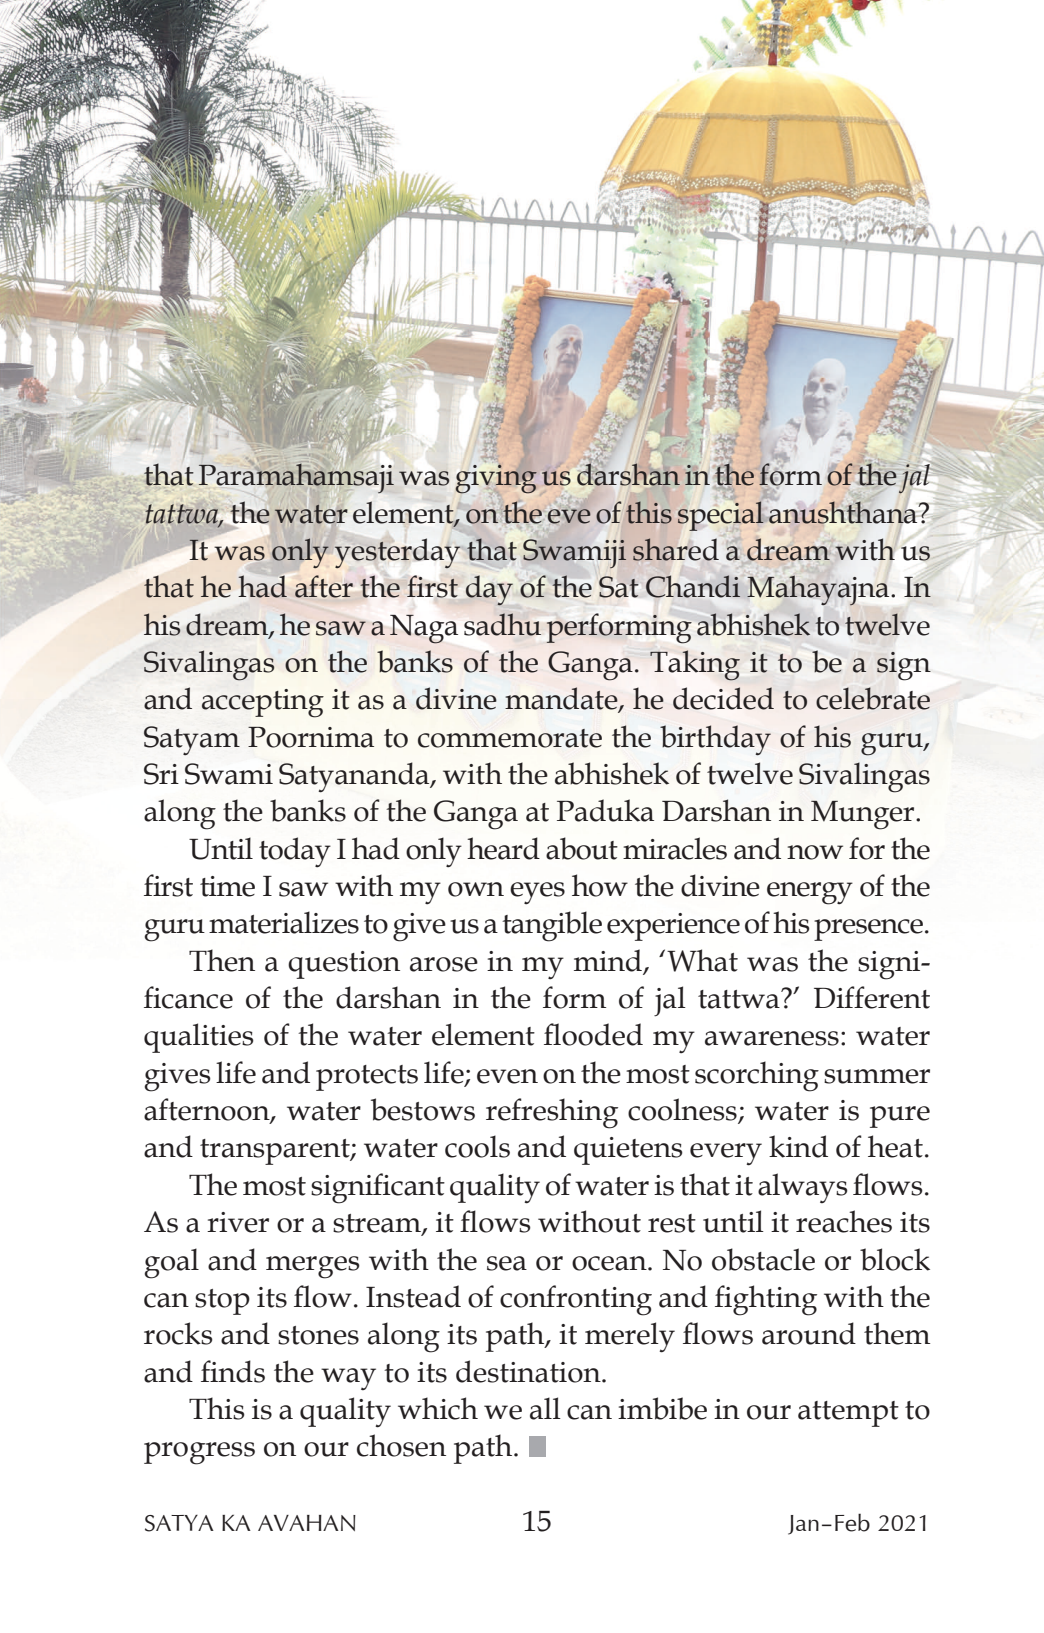 that Paramahamsaji was giving us darshan in the form of the jal
tattwa, the water element, on the eve of this special anushthana?
It was only yesterday that Swamiji shared a dream with us
that he had after the first day of the Sat Chandi Mahayajna. In
his dream, he saw a Naga sadhu performing abhishek to twelve
Sivalingas on the banks of the Ganga. Taking it to be a sign
and accepting it as a divine mandate, he decided to celebrate
Satyam Poornima to commemorate the birthday of his guru,
Sri Swami Satyananda, with the abhishek of twelve Sivalingas
along the banks of the Ganga at Paduka Darshan in Munger.
Until today I had only heard about miracles and now for the
first time I saw with my own eyes how the divine energy of the
guru materializes to give us a tangible experience of his presence.
Then a question arose in my mind, ‘What was the signi-
ficance of the darshan in the form of jal tattwa?’ Different
qualities of the water element flooded my awareness: water
gives life and protects life; even on the most scorching summer
afternoon, water bestows refreshing coolness; water is pure
and transparent; water cools and quietens every kind of heat.
The most significant quality of water is that it always flows.
As a river or a stream, it flows without rest until it reaches its
goal and merges with the sea or ocean. No obstacle or block
can stop its flow. Instead of confronting and fighting with the
rocks and stones along its path, it merely flows around them
and finds the way to its destination.
This is a quality which we all can imbibe in our attempt to
progress on our chosen path.
SATYA KA AVAHAN 15 Jan–Feb 2021